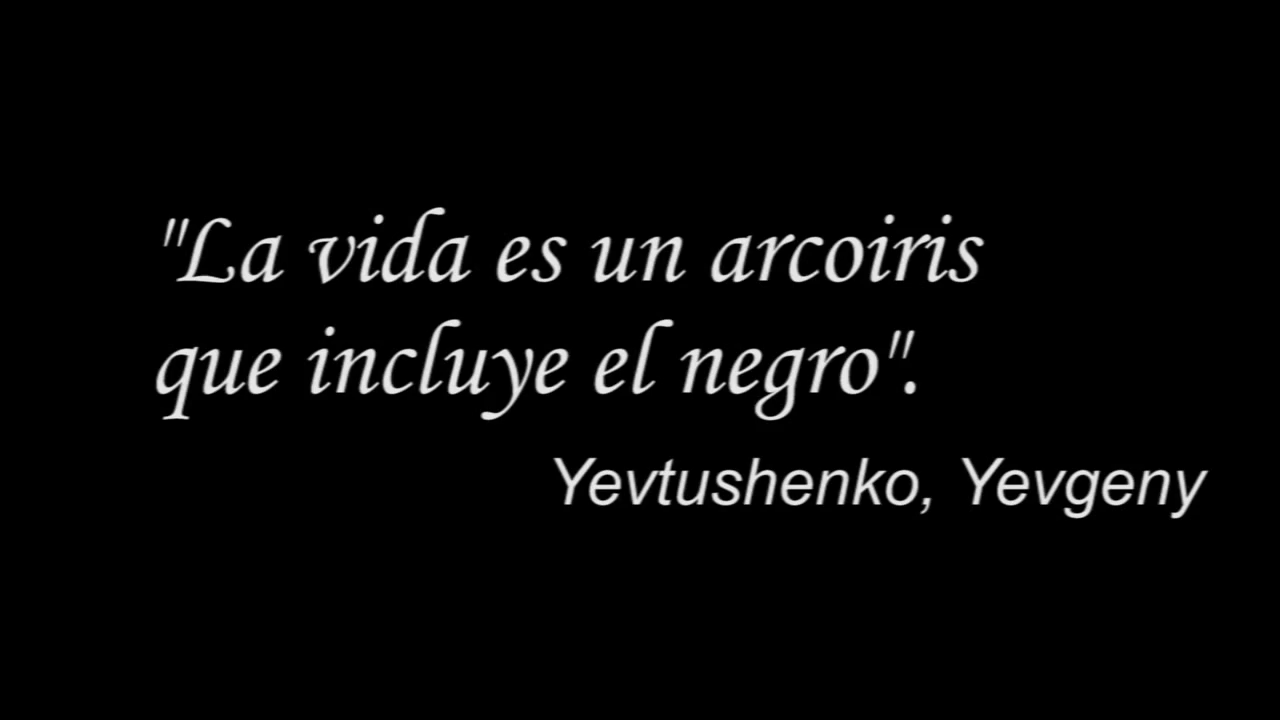 "La vida es un arcoiris
que incluye el negro".
Yevtushenko, Yevgeny